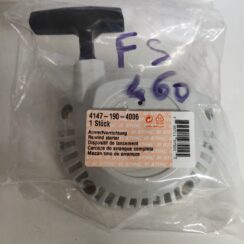 FS
460
4147-190-4006
1 Stück
Anwerfvorrichtung
Rewind starter
Dispositif de lancement
Carcaza de arranque completa